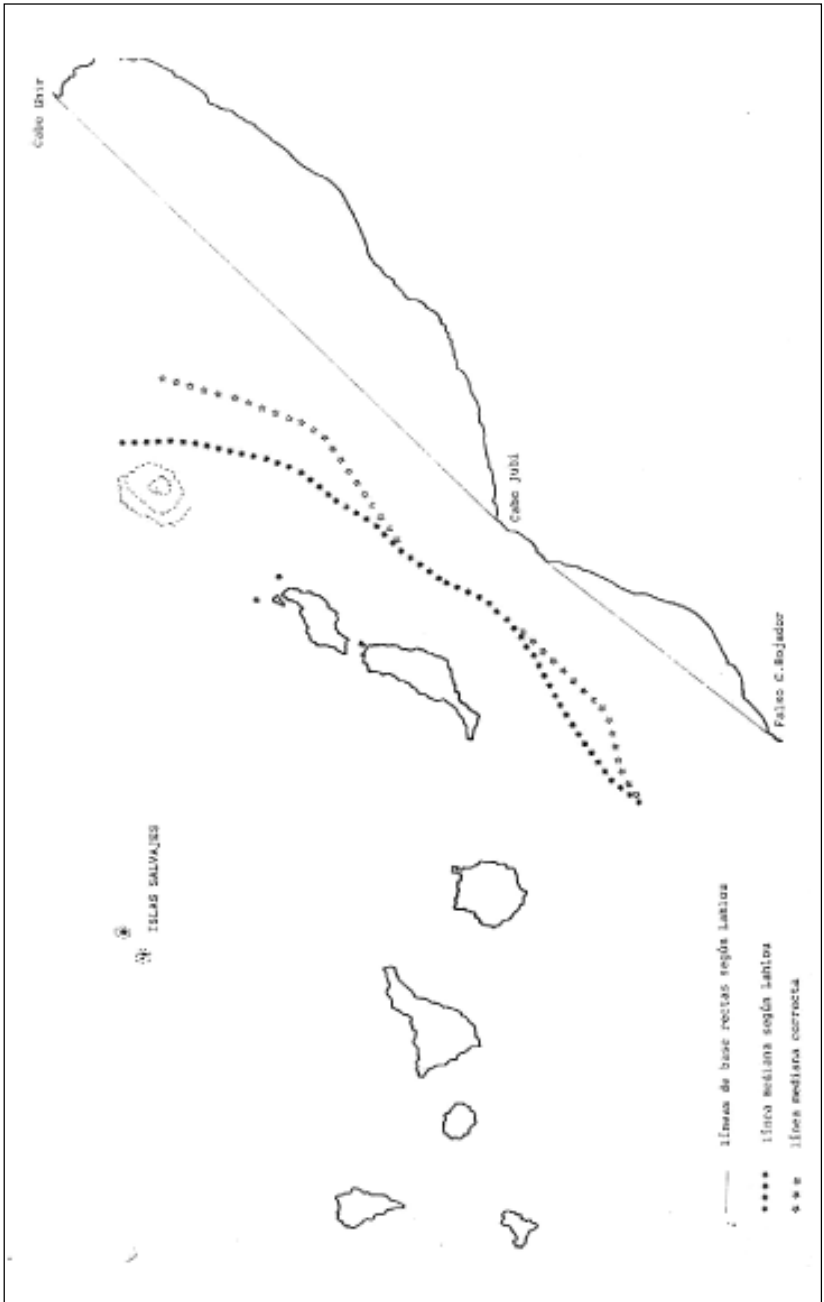 Cabo Ghir
Cabo Jubi
Falso C.Bojador
ISLAS SALVAJES
líneas de base rectas según Lahlou
línea mediana según Lahlou
línea mediana correcta